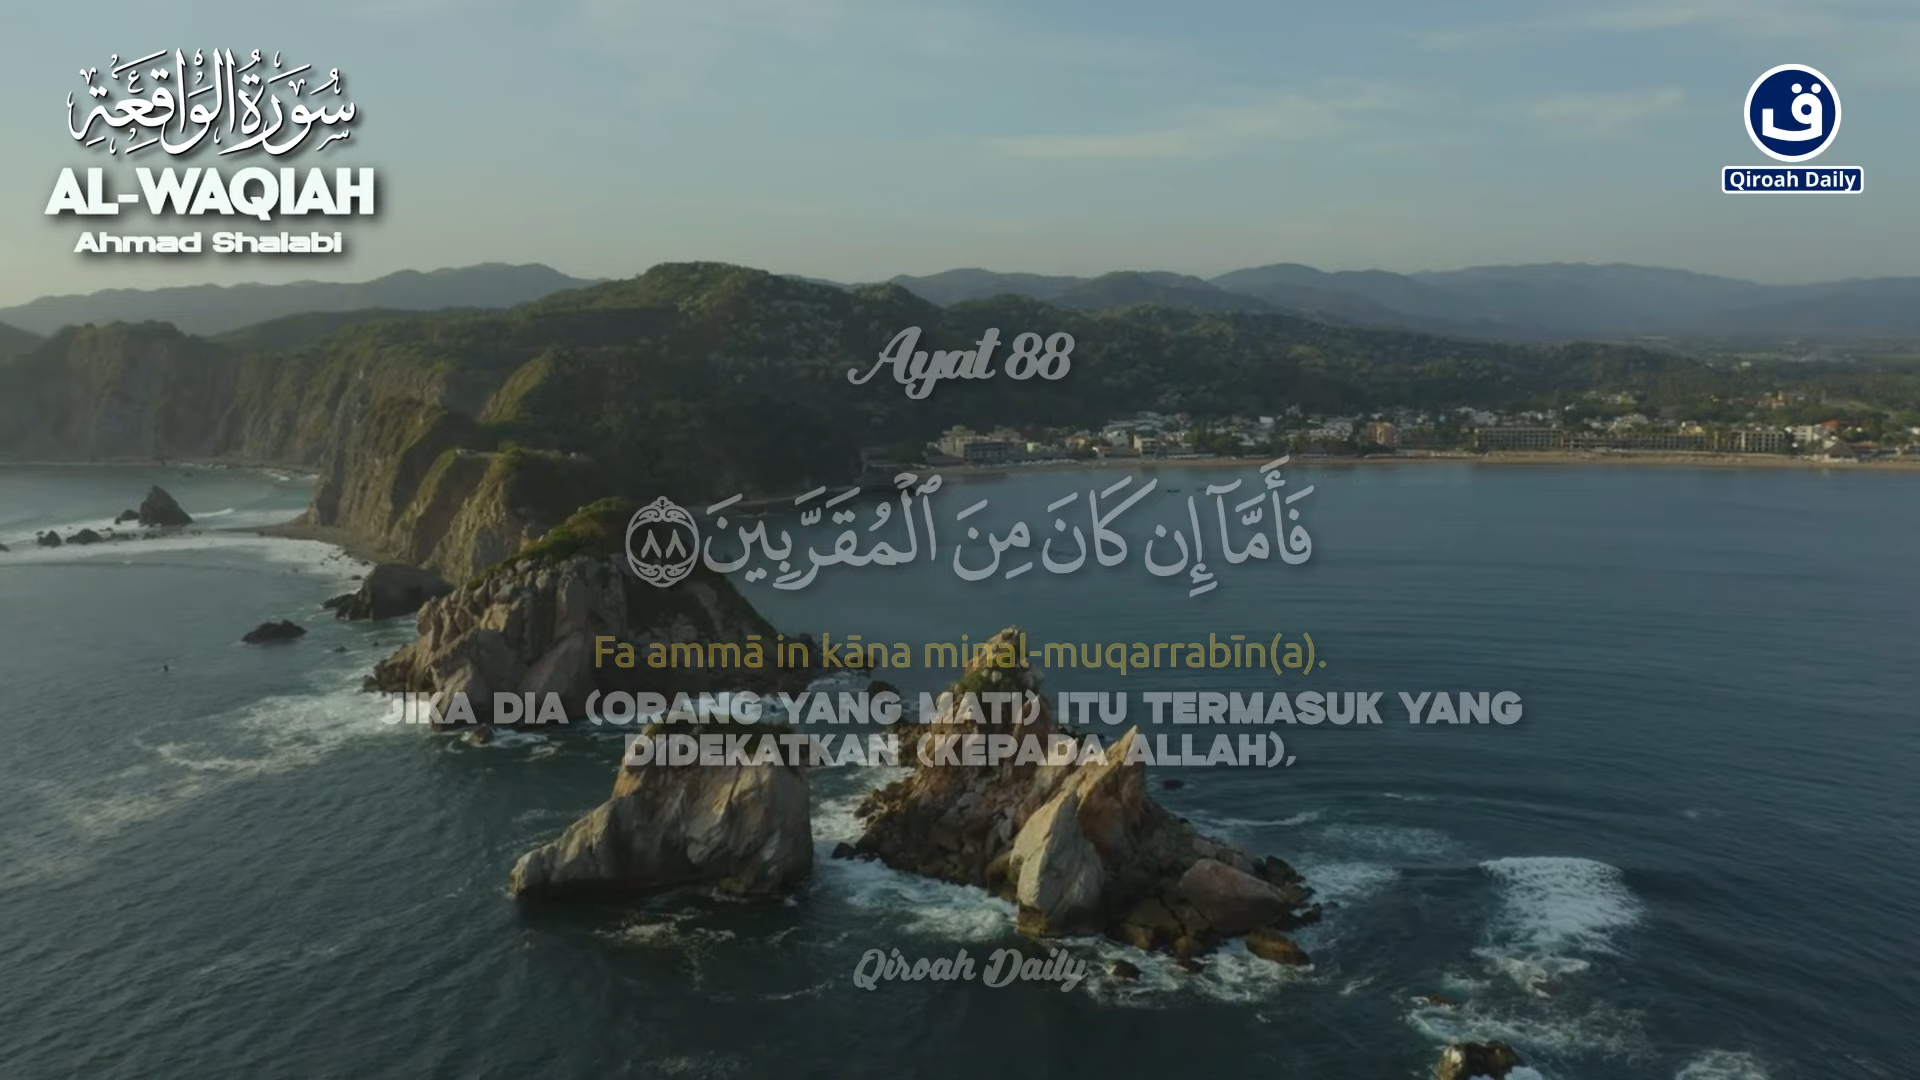 سُورَةُ الْوَاقِعَة
AL-WAQIAH
Ahmad Shalabi
ق
Qiroah Daily
Ayat 88
فَأَمَّآ إِن كَانَ مِنَ ٱلْمُقَرَّبِينَ ٨٨
Fa ammā in kāna minal-muqarrabīn(a).
JIKA DIA (ORANG YANG MATI) ITU TERMASUK YANG
DIDEKATKAN (KEPADA ALLAH),
Qiroah Daily